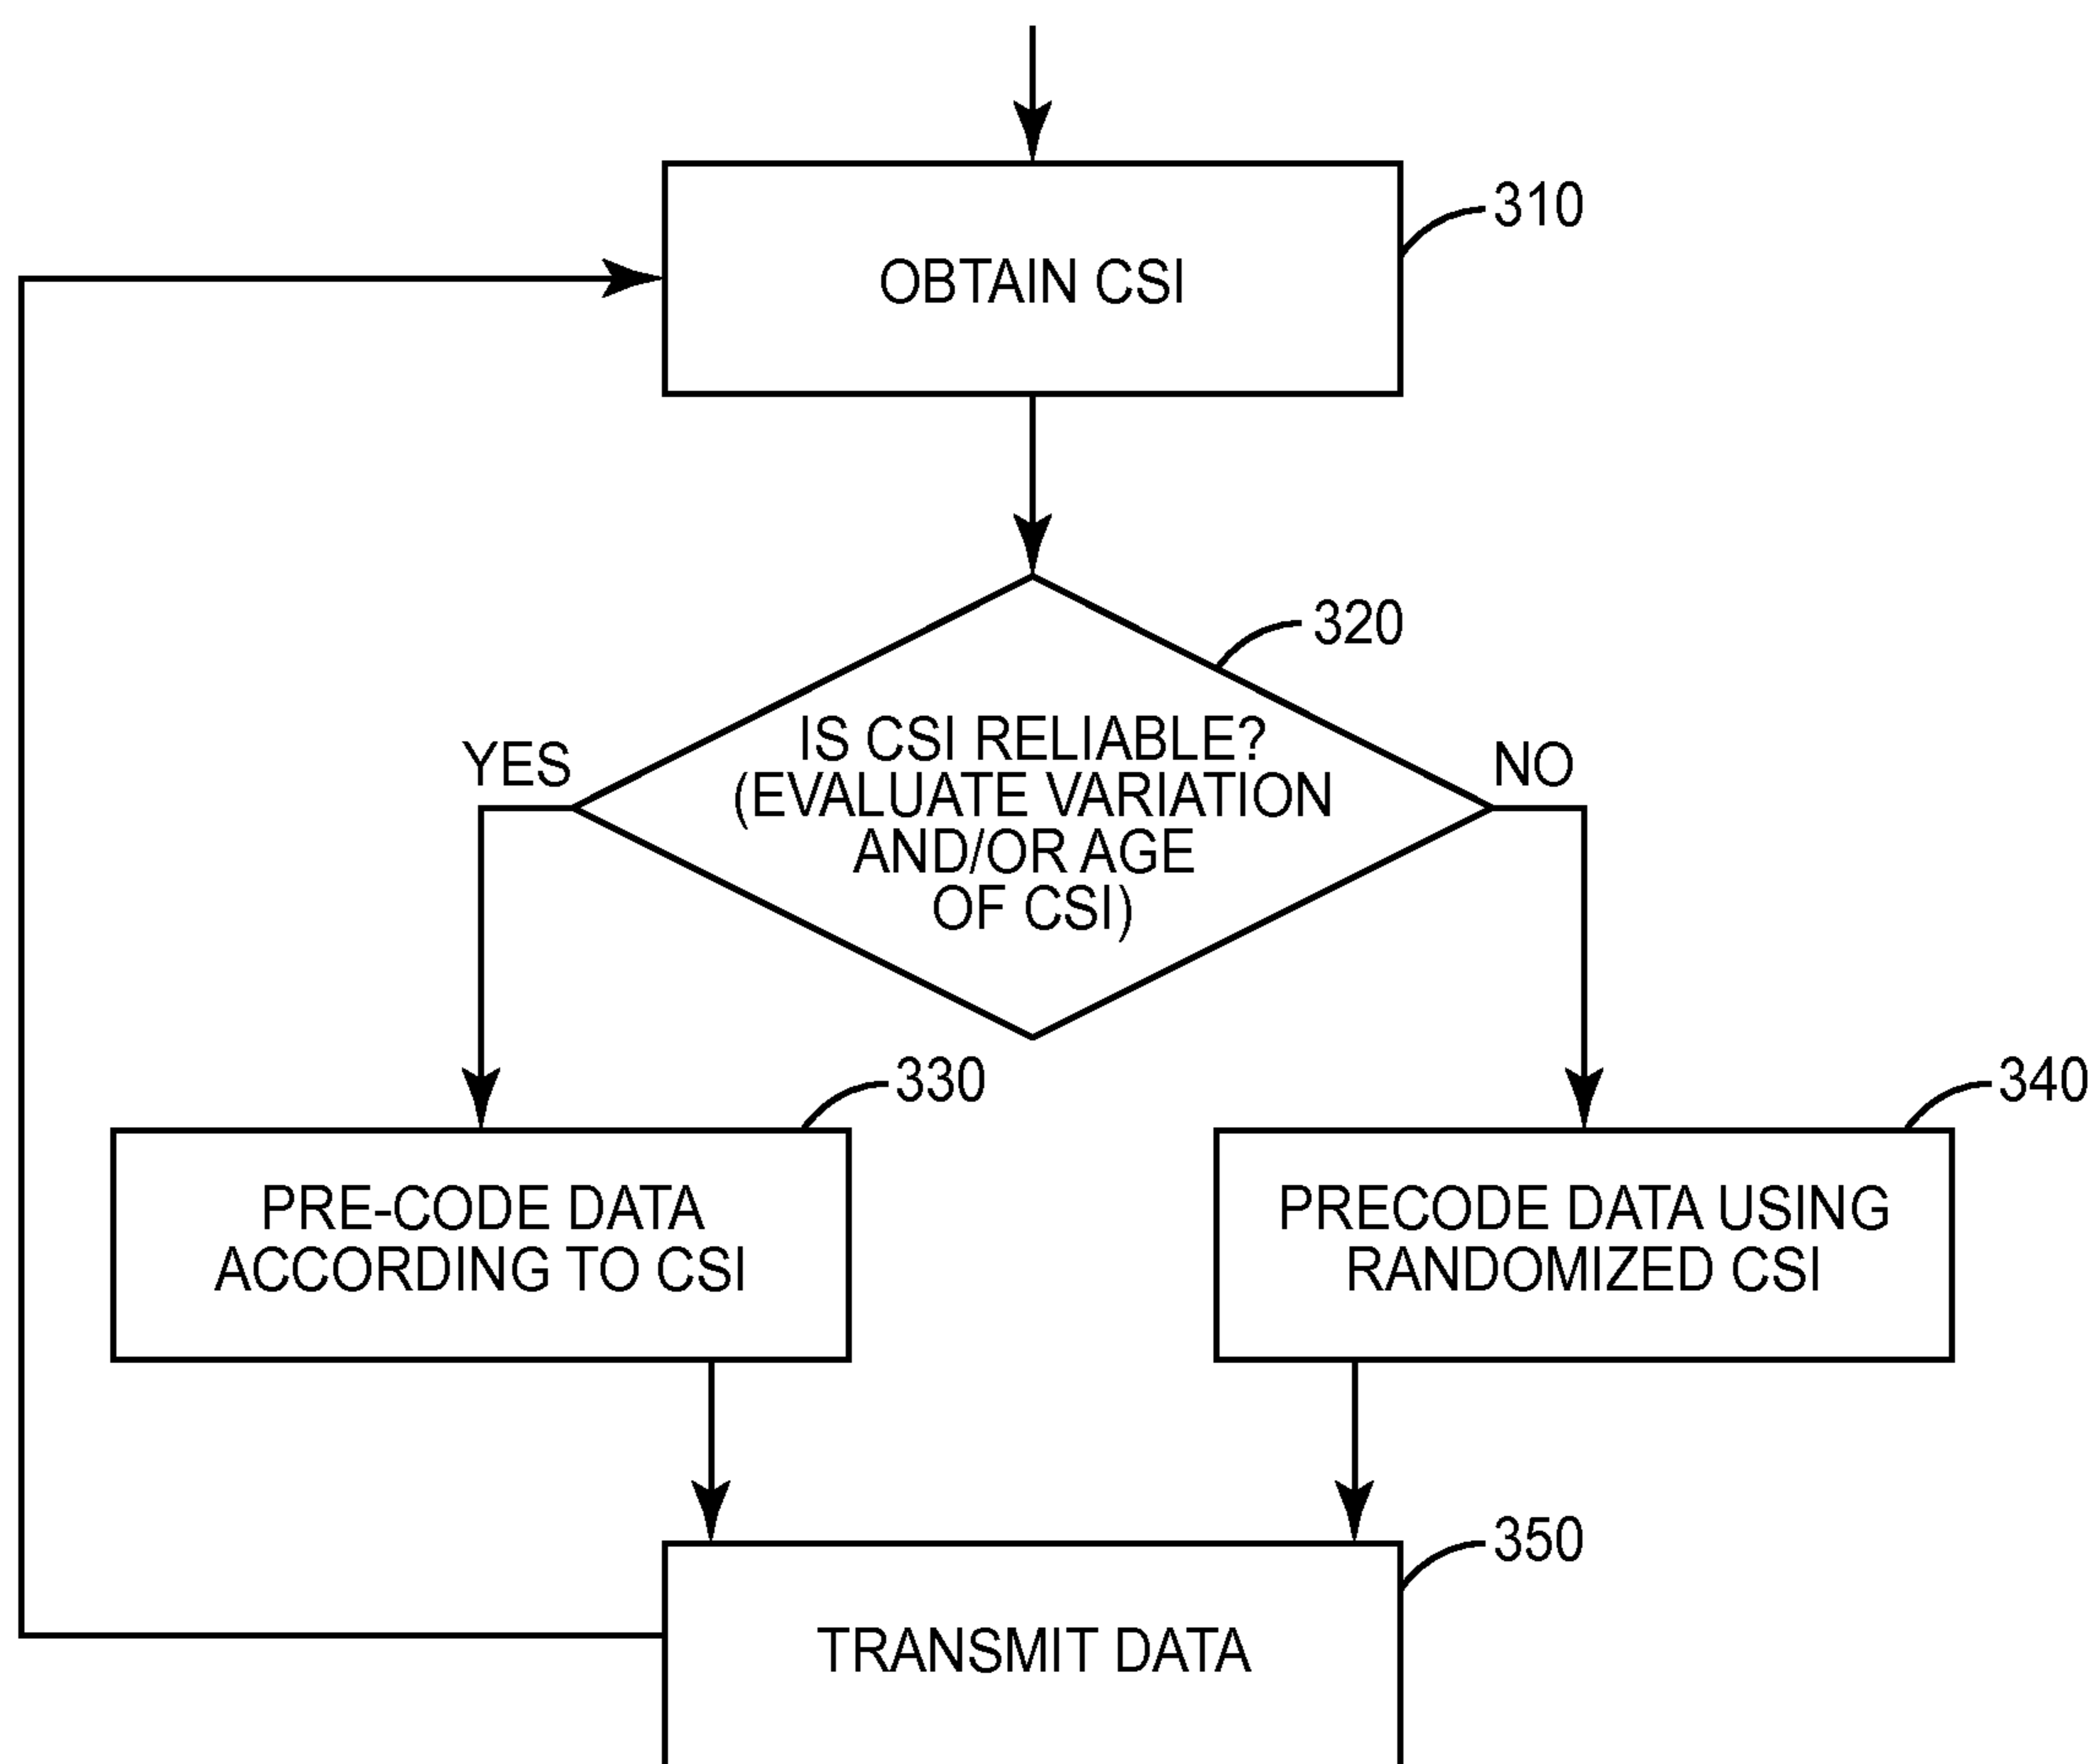 310
OBTAIN CSI
320
IS CSI RELIABLE?
(EVALUATE VARIATION
AND/OR AGE
OF CSI)
YES
NO
330
340
PRE-CODE DATA
ACCORDING TO CSI
PRECODE DATA USING
RANDOMIZED CSI
350
TRANSMIT DATA